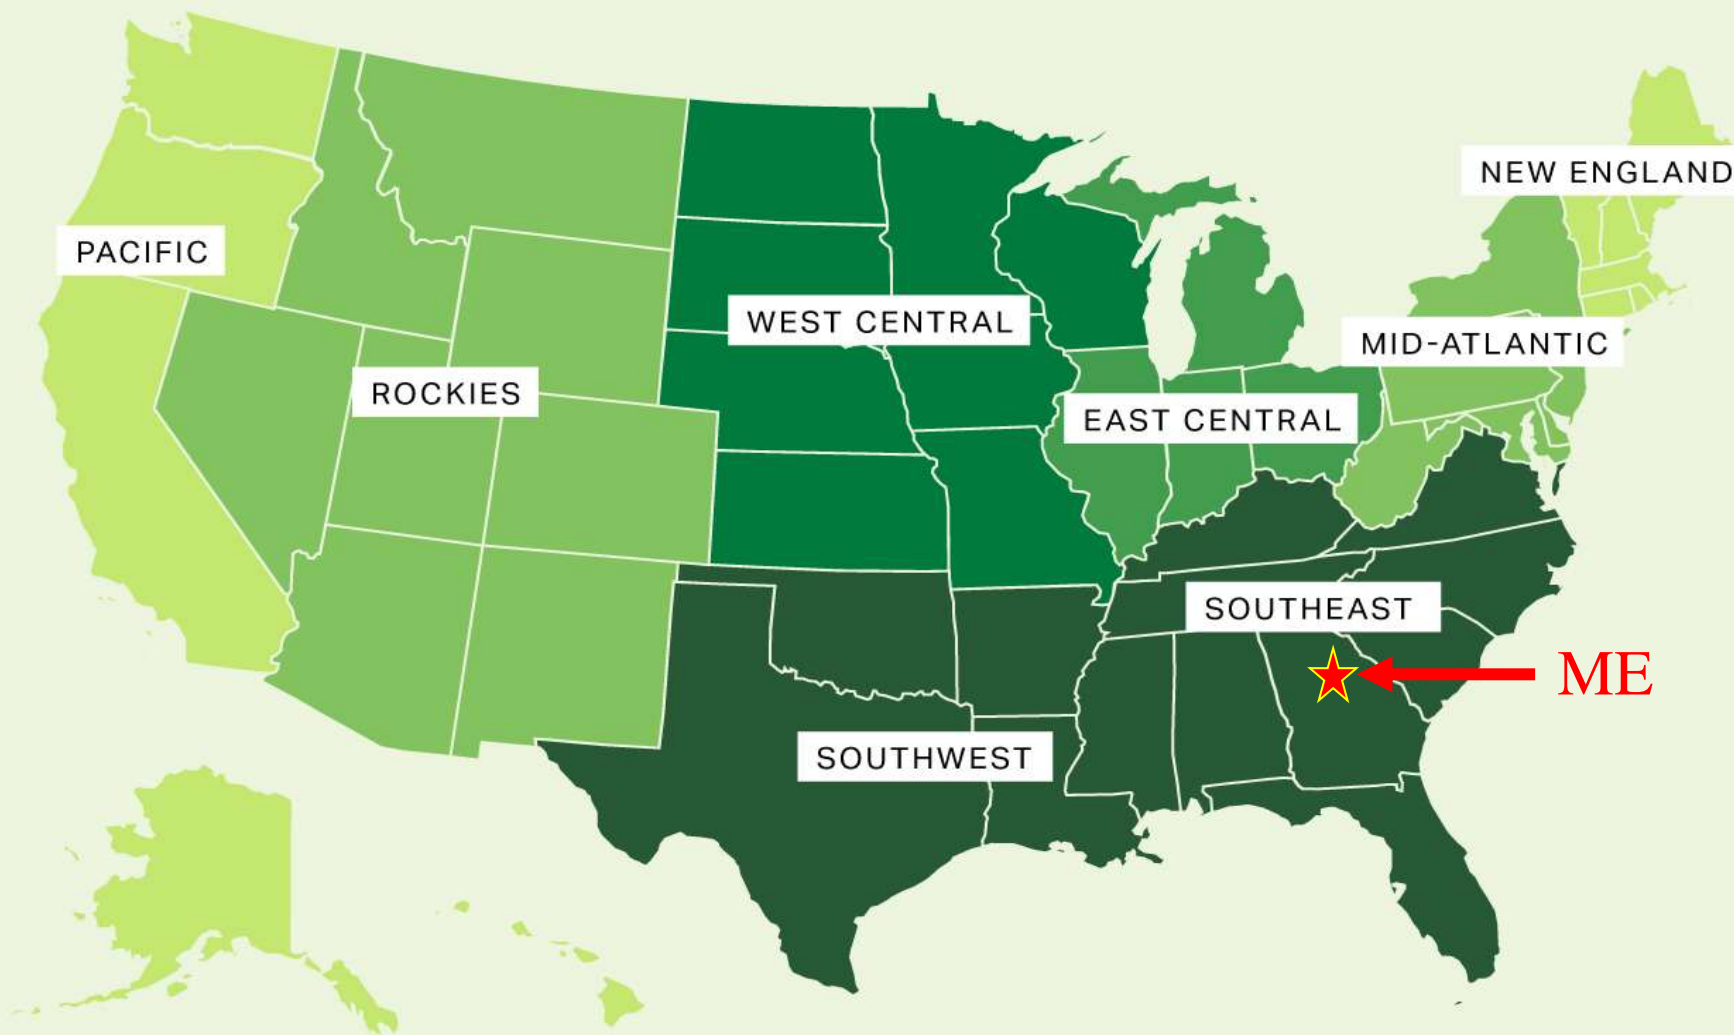 NEW ENGLAND
PACIFIC
WEST CENTRAL
MID-ATLANTIC
ROCKIES
EAST CENTRAL
SOUTHEAST
ME
SOUTHWEST